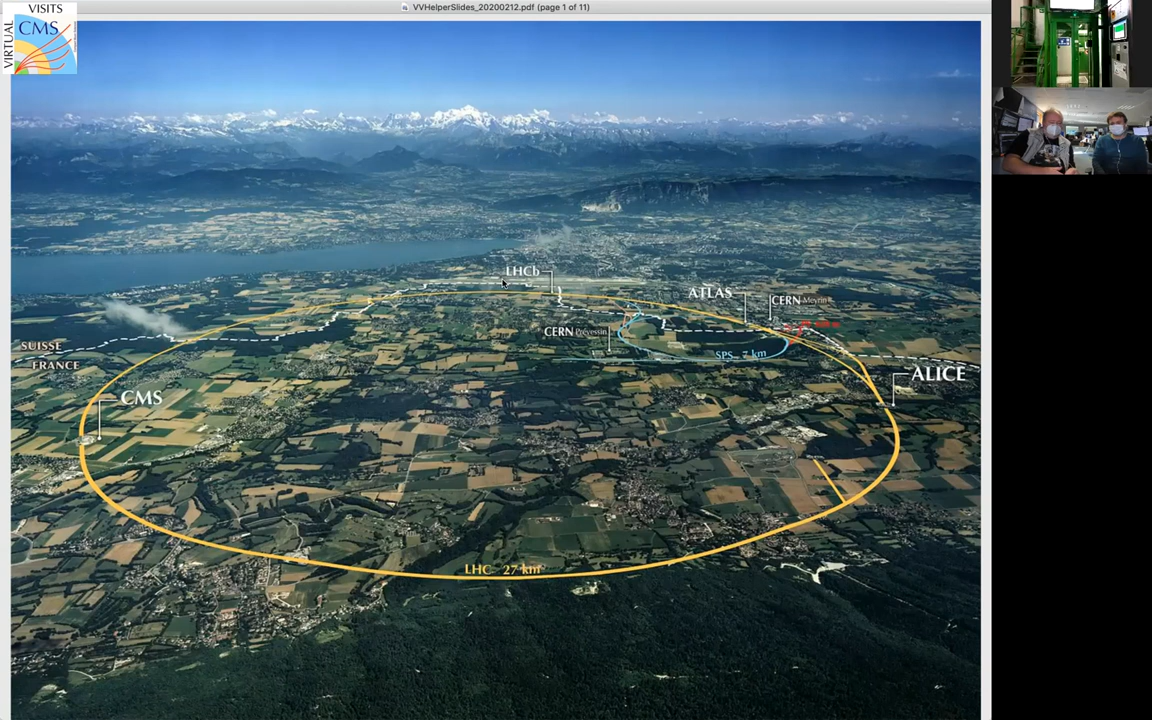 VVHelperSlides_20200212.pdf (page 1 of 11)
VISITS
VIRTUAL
CMS
LHCb
ATLAS
CERN Meyrin
CERN Prévessin
SPS 7 km
SUISSE
FRANCE
CMS
ALICE
LHC 27 km